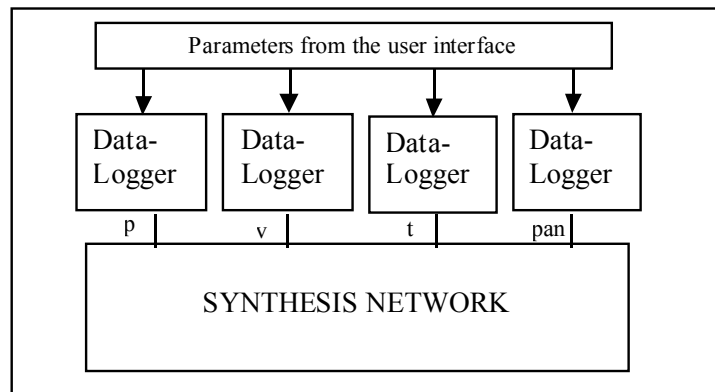 Parameters from the user interface
Data-
Logger
Data-
Logger
Data-
Logger
Data-
Logger
p
v
t
pan
SYNTHESIS NETWORK